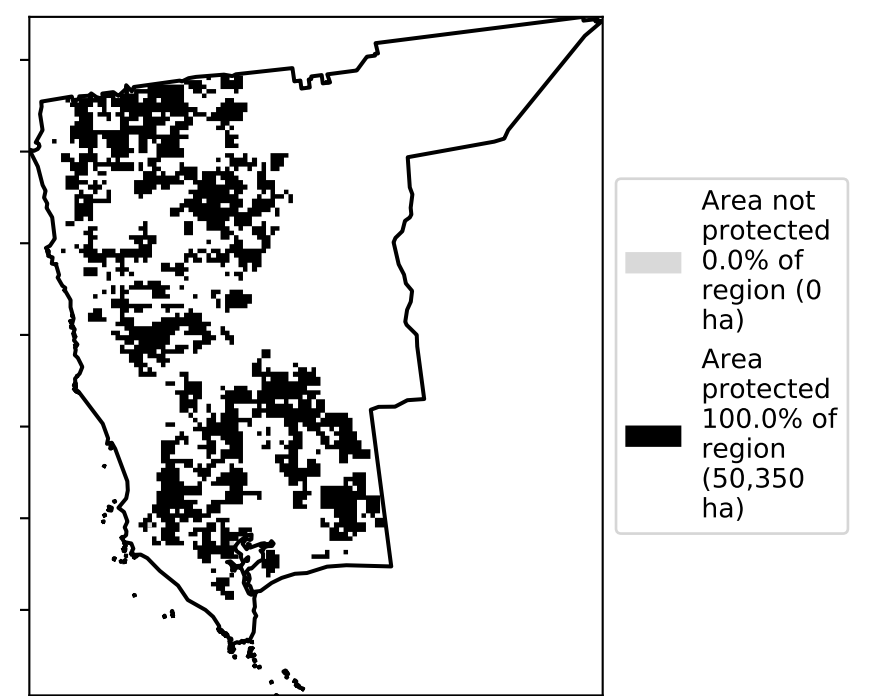 Area not
protected
0.0% of
region (0
ha)
Area
protected
100.0% of
region
(50,350
ha)